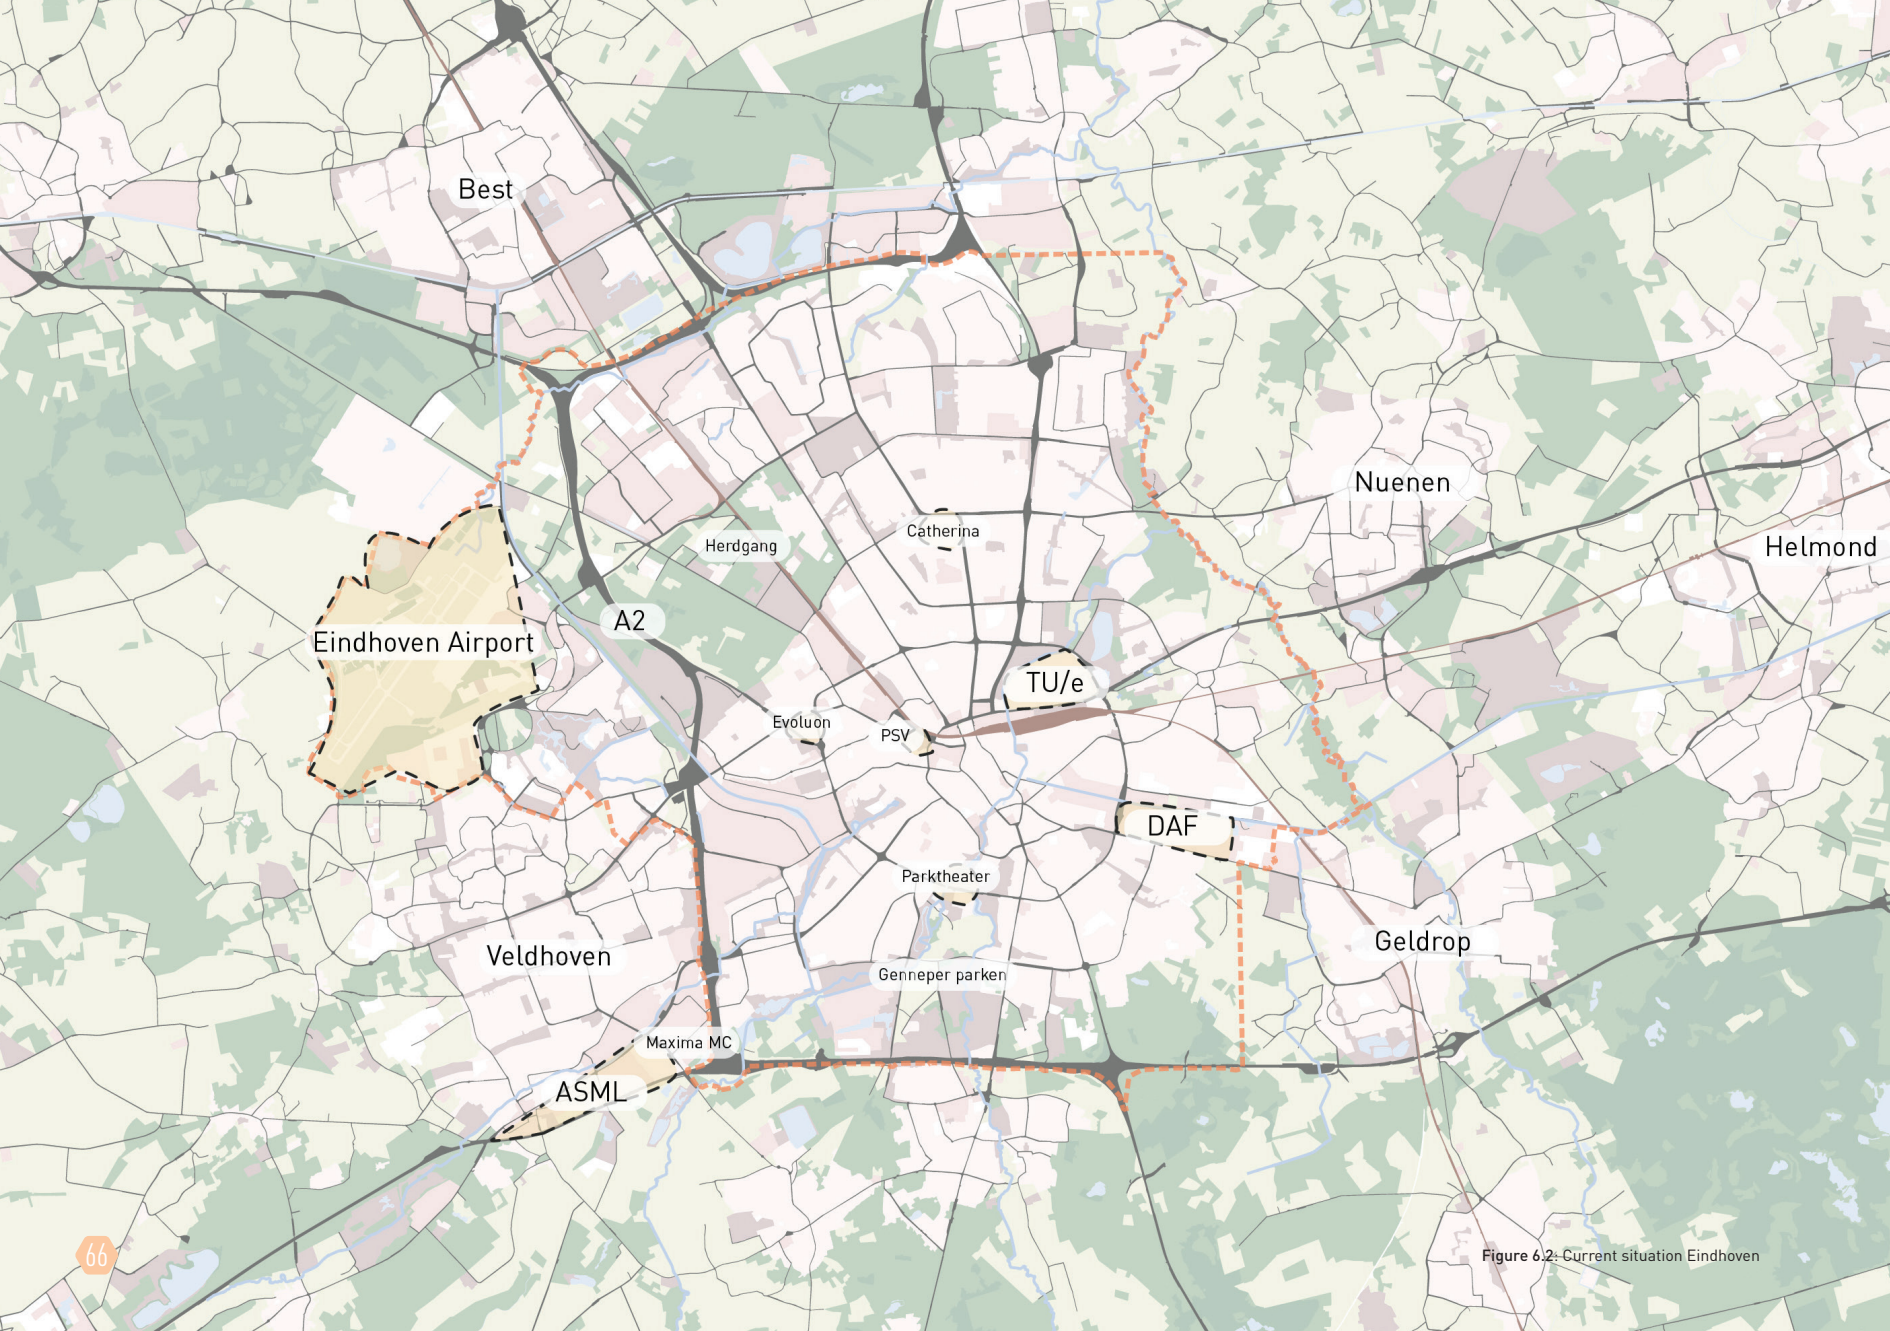 Best
Nuenen
Catherina
Herdgang
Helmond
A2
Eindhoven Airport
TU/e
Evoluon
PSV
DAF
Parktheater
Geldrop
Veldhoven
Genneper parken
Maxima MC
ASML
66
Figure 6.2: Current situation Eindhoven